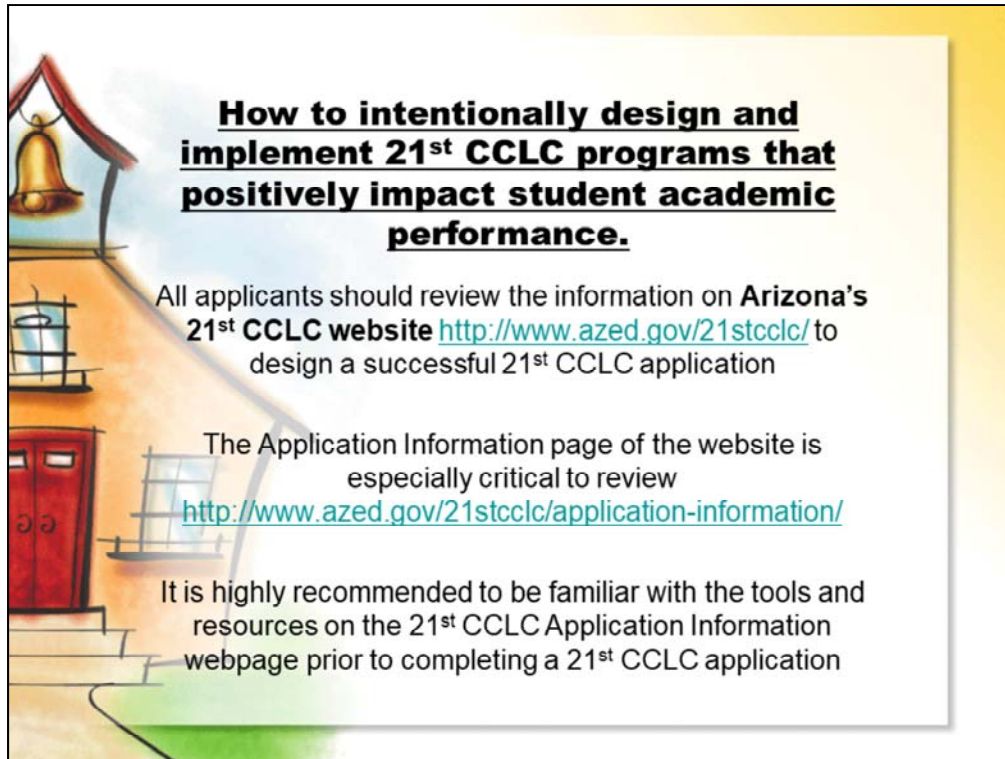 How to intentionally design and
implement 21st CCLC programs that
positively impact student academic
performance.
All applicants should review the information on Arizona's
21st CCLC website http://www.azed.gov/21stcclc/ to
design a successful 21st CCLC application
The Application Information page of the website is
especially critical to review
http://www.azed.gov/21stcclc/application-information/
It is highly recommended to be familiar with the tools and
resources on the 21st CCLC Application Information
webpage prior to completing a 21st CCLC application